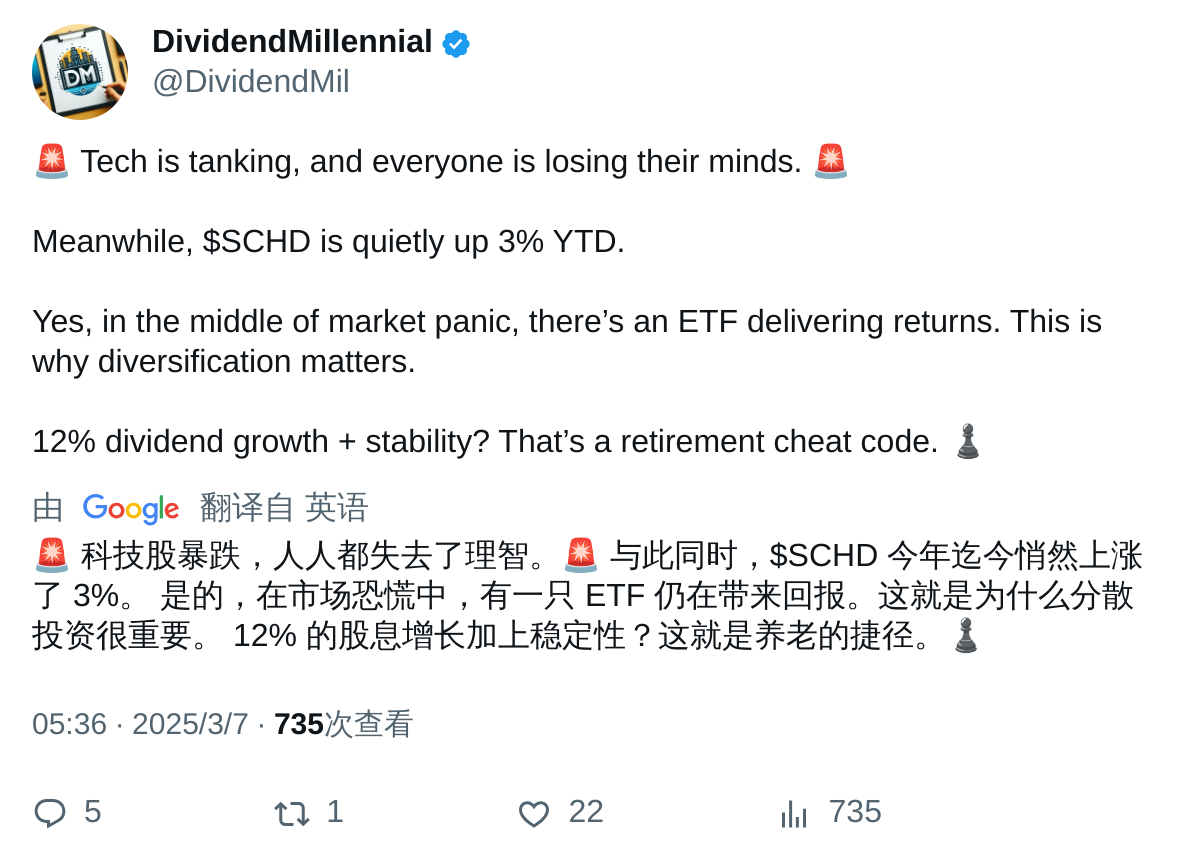 DM
DividendMillennial
@DividendMil
🚨 Tech is tanking, and everyone is losing their minds. 🚨
Meanwhile, $SCHD is quietly up 3% YTD.
Yes, in the middle of market panic, there’s an ETF delivering returns. This is
why diversification matters.
12% dividend growth + stability? That’s a retirement cheat code. ♟️
由 Google 翻译自 英语
🚨 科技股暴跌，人人都失去了理智。🚨 与此同时，$SCHD 今年迄今悄然上涨
了 3%。 是的，在市场恐慌中，有一只 ETF 仍在带来回报。这就是为什么分散
投资很重要。 12% 的股息增长加上稳定性？这就是养老的捷径。♟️
05:36 · 2025/3/7 · 735次查看
5 1 22 735